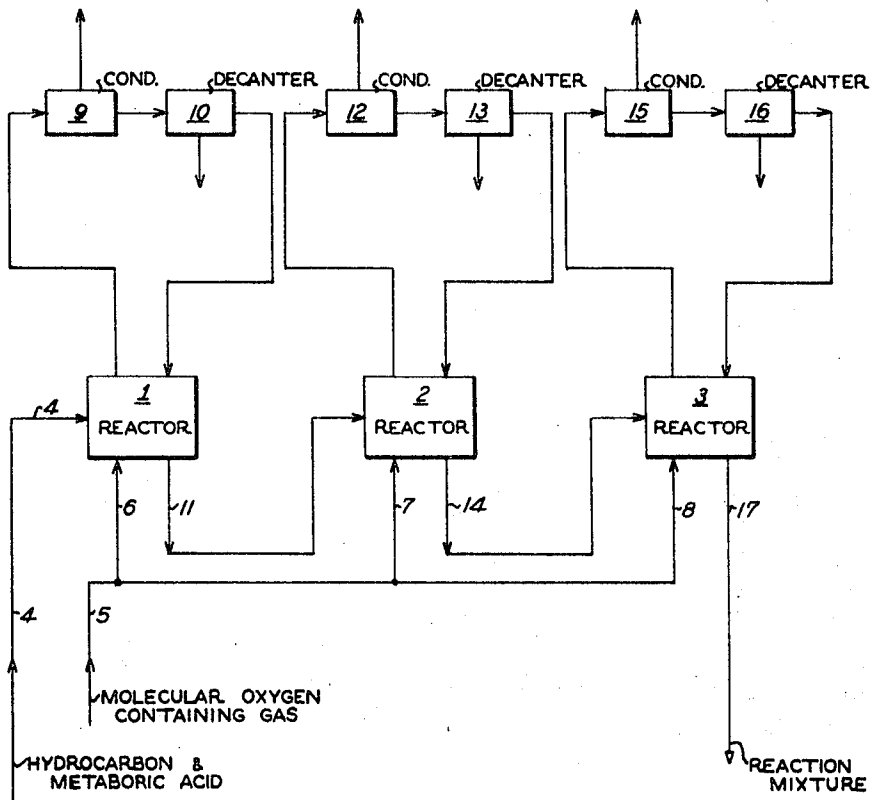 COND.
DECANTER
COND.
DECANTER
COND.
DECANTER
9
10
12
13
15
16
1
REACTOR
2
REACTOR
3
REACTOR
4
6
11
7
14
8
17
4
5
MOLECULAR OXYGEN
CONTAINING GAS
HYDROCARBON &
METABORIC ACID
REACTION
MIXTURE